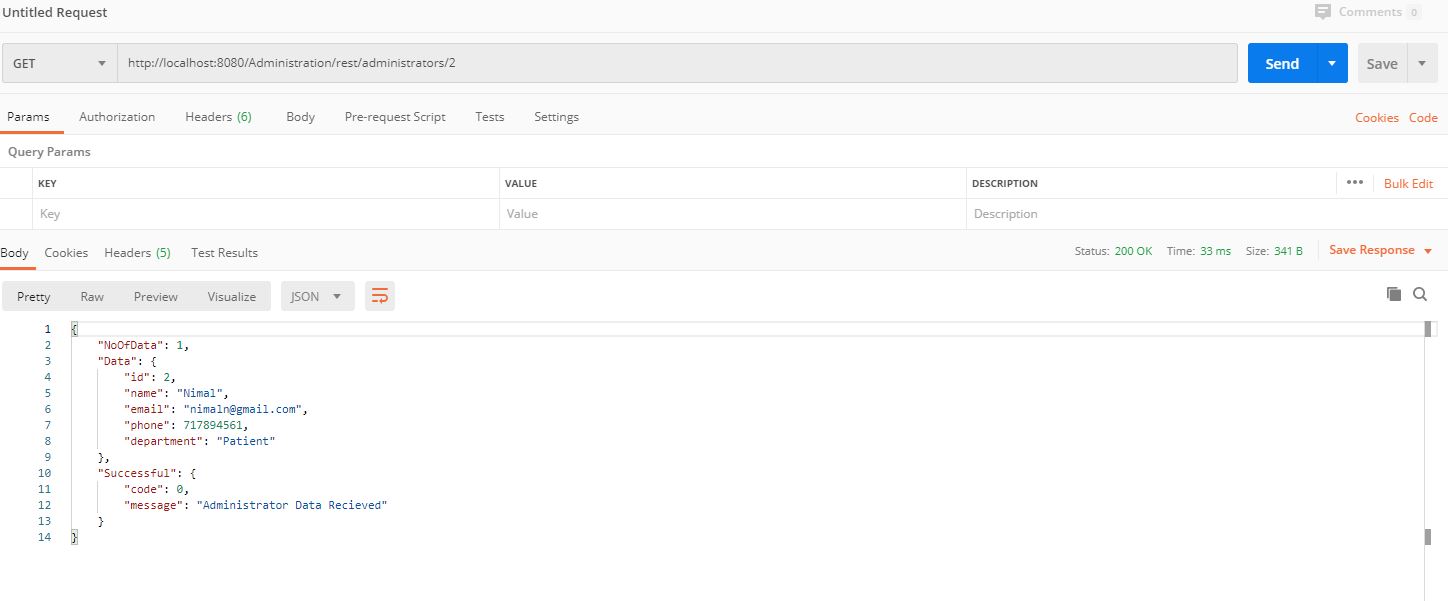 Untitled Request
Comments 0
GET http://localhost:8080/Administration/rest/administrators/2 Send Save
Params Authorization Headers (6) Body Pre-request Script Tests Settings Cookies Code
Query Params
KEY VALUE DESCRIPTION ••• Bulk Edit
Key Value Description
Body Cookies Headers (5) Test Results Status: 200 OK Time: 33 ms Size: 341 B Save Response
Pretty Raw Preview Visualize JSON
1 {
2 "NoOfData": 1,
3 "Data": {
4 "id": 2,
5 "name": "Nimal",
6 "email": "nimaln@gmail.com",
7 "phone": 717894561,
8 "department": "Patient"
9 },
10 "Successful": {
11 "code": 0,
12 "message": "Administrator Data Recieved"
13 }
14 }